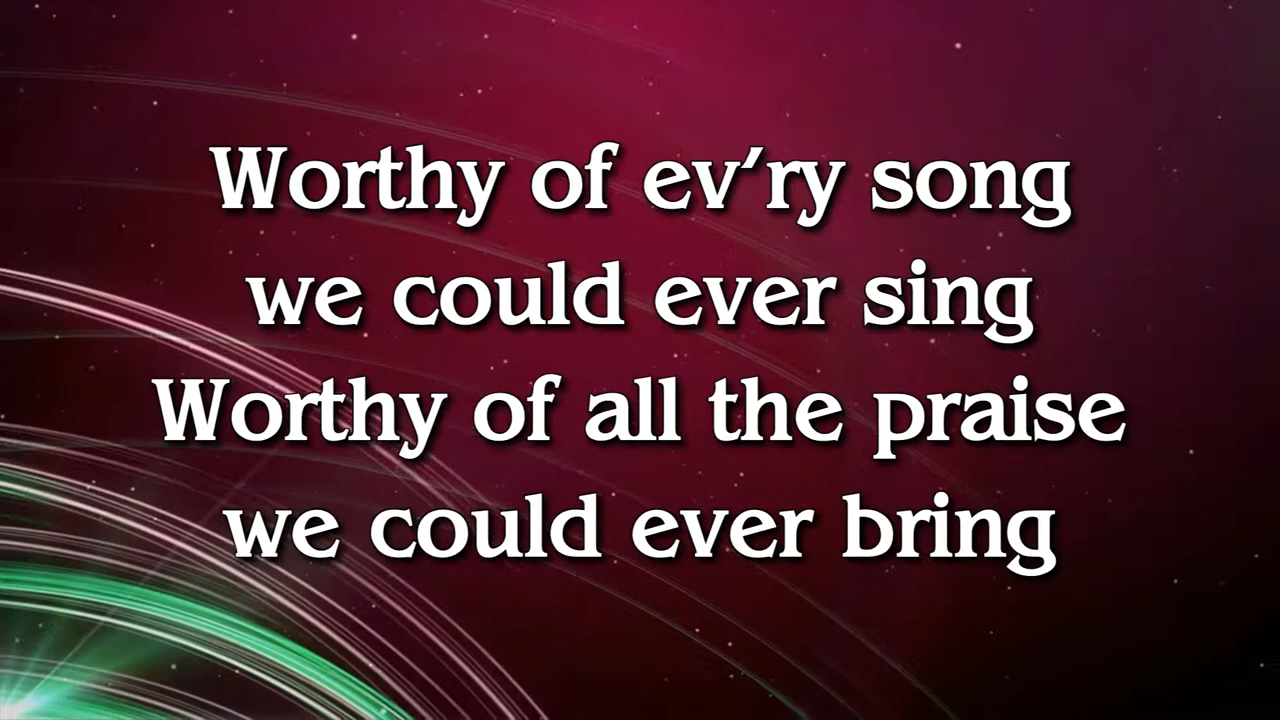 Worthy of ev’ry song
we could ever sing
Worthy of all the praise
we could ever bring